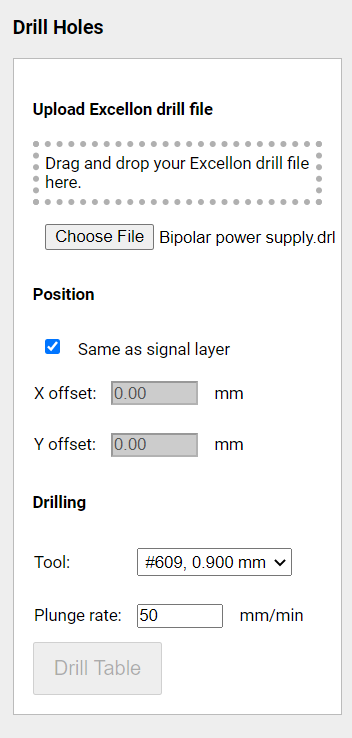 Drill Holes
Upload Excellon drill file
Drag and drop your Excellon drill file
here.
Choose File Bipolar power supply.drl
Position
Same as signal layer
X offset: 0.00 mm
Y offset: 0.00 mm
Drilling
Tool: #609, 0.900 mm
Plunge rate: 50 mm/min
Drill Table